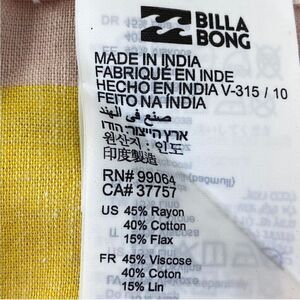 BILLA
BONG
MADE IN INDIA
FABRIQUÉ EN INDE
HECHO EN INDIA V-315 / 10
FEITO NA ÍNDIA
صنع في الهند
ארץ הייצור: הודו
원산지 : 인도
印度製造
RN# 99064
CA# 37757
US 45% Rayon
40% Cotton
15% Flax
FR 45% Viscose
40% Coton
15% Lin